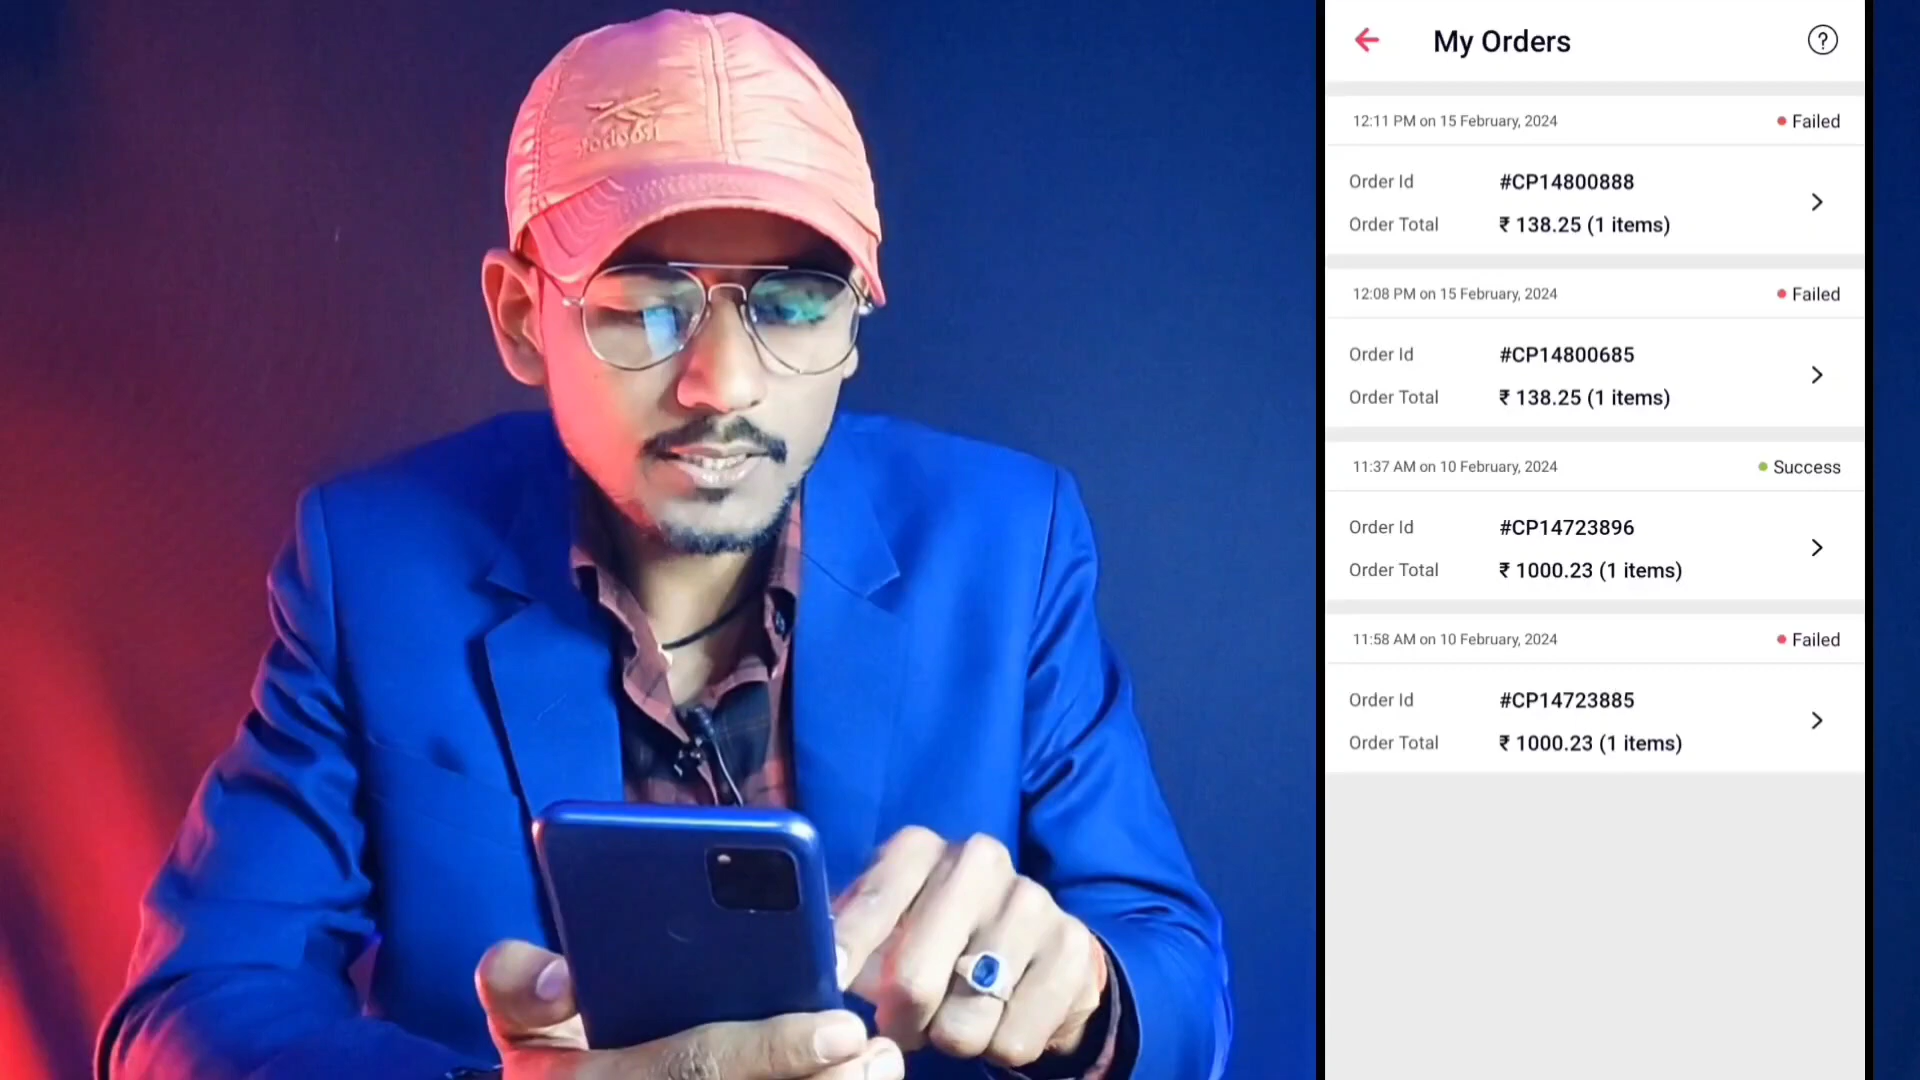 My Orders
?
12:11 PM on 15 February, 2024 Failed
Order Id #CP14800888
Order Total ₹ 138.25 (1 items)
12:08 PM on 15 February, 2024 Failed
Order Id #CP14800685
Order Total ₹ 138.25 (1 items)
11:37 AM on 10 February, 2024 Success
Order Id #CP14723896
Order Total ₹ 1000.23 (1 items)
11:58 AM on 10 February, 2024 Failed
Order Id #CP14723885
Order Total ₹ 1000.23 (1 items)